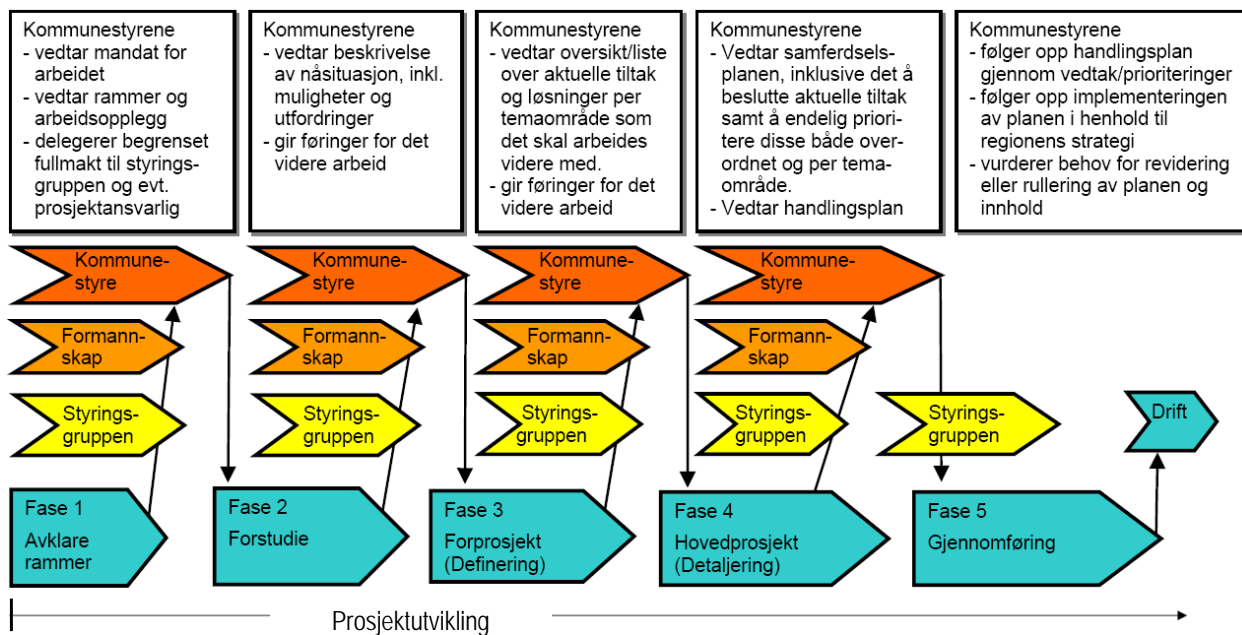 Kommunestyrene
- vedtar mandat for
arbeidet
- vedtar rammer og
arbeidsopplegg
- delegerer begrenset
fullmakt til styrings-
gruppen og evt.
prosjektansvarlig
Kommunestyrene
- vedtar beskrivelse
av nåsituasjon, inkl.
muligheter og
utfordringer
- gir føringer for det
videre arbeid
Kommunestyrene
- vedtar oversikt/liste
over aktuelle tiltak
og løsninger per
temaområde som
det skal arbeides
videre med.
- gir føringer for det
videre arbeid
Kommunestyrene
- Vedtar samferdsels-
planen, inklusive det å
beslutte aktuelle tiltak
samt å endelig priori-
tere disse både over-
ordnet og per tema-
område.
- Vedtar handlingsplan
Kommunestyrene
- følger opp handlingsplan
gjennom vedtak/prioriteringer
- følger opp implementeringen
av planen i henhold til
regionens strategi
- vurderer behov for revidering
eller rullering av planen og
innhold
Kommune-
styre
Kommune-
styre
Kommune-
styre
Kommune-
styre
Formann-
skap
Formann-
skap
Formann-
skap
Formann-
skap
Styrings-
gruppen
Styrings-
gruppen
Styrings-
gruppen
Styrings-
gruppen
Styrings-
gruppen
Drift
Fase 1
Avklare
rammer
Fase 2
Forstudie
Fase 3
Forprosjekt
(Definering)
Fase 4
Hovedprosjekt
(Detaljering)
Fase 5
Gjennomføring
Prosjektutvikling